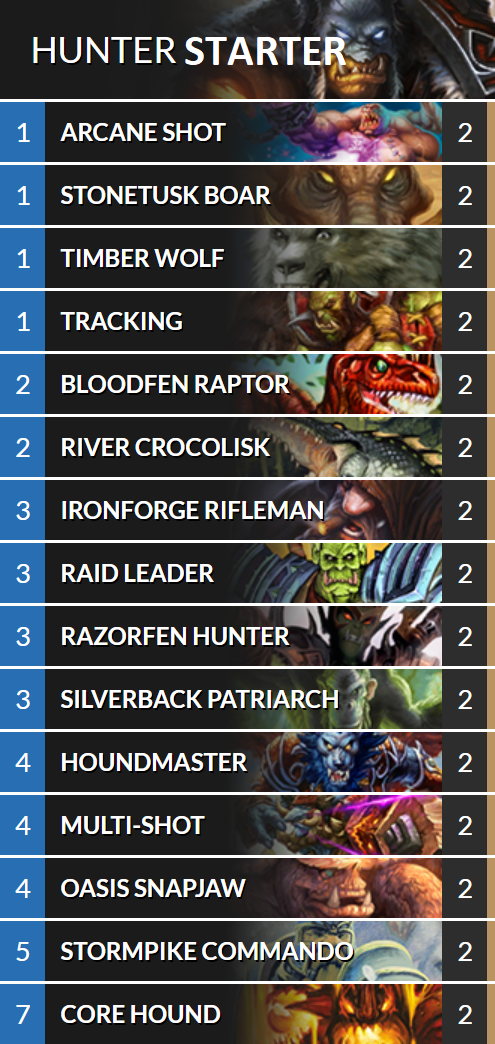 HUNTER STARTER
1 ARCANE SHOT 2
1 STONETUSK BOAR 2
1 TIMBER WOLF 2
1 TRACKING 2
2 BLOODFEN RAPTOR 2
2 RIVER CROCOLISK 2
3 IRONFORGE RIFLEMAN 2
3 RAID LEADER 2
3 RAZORFEN HUNTER 2
3 SILVERBACK PATRIARCH 2
4 HOUNDMASTER 2
4 MULTI-SHOT 2
4 OASIS SNAPJAW 2
5 STORMPIKE COMMANDO 2
7 CORE HOUND 2